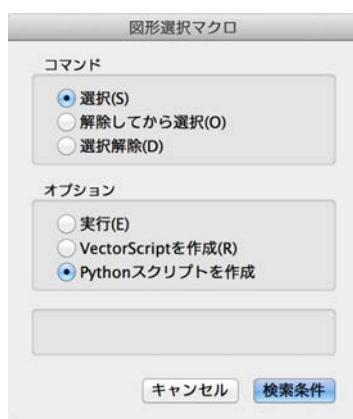 図形選択マクロ
コマンド
選択(S)
解除してから選択(O)
選択解除(D)
オプション
実行(E)
VectorScriptを作成(R)
Pythonスクリプトを作成
キャンセル 検索条件